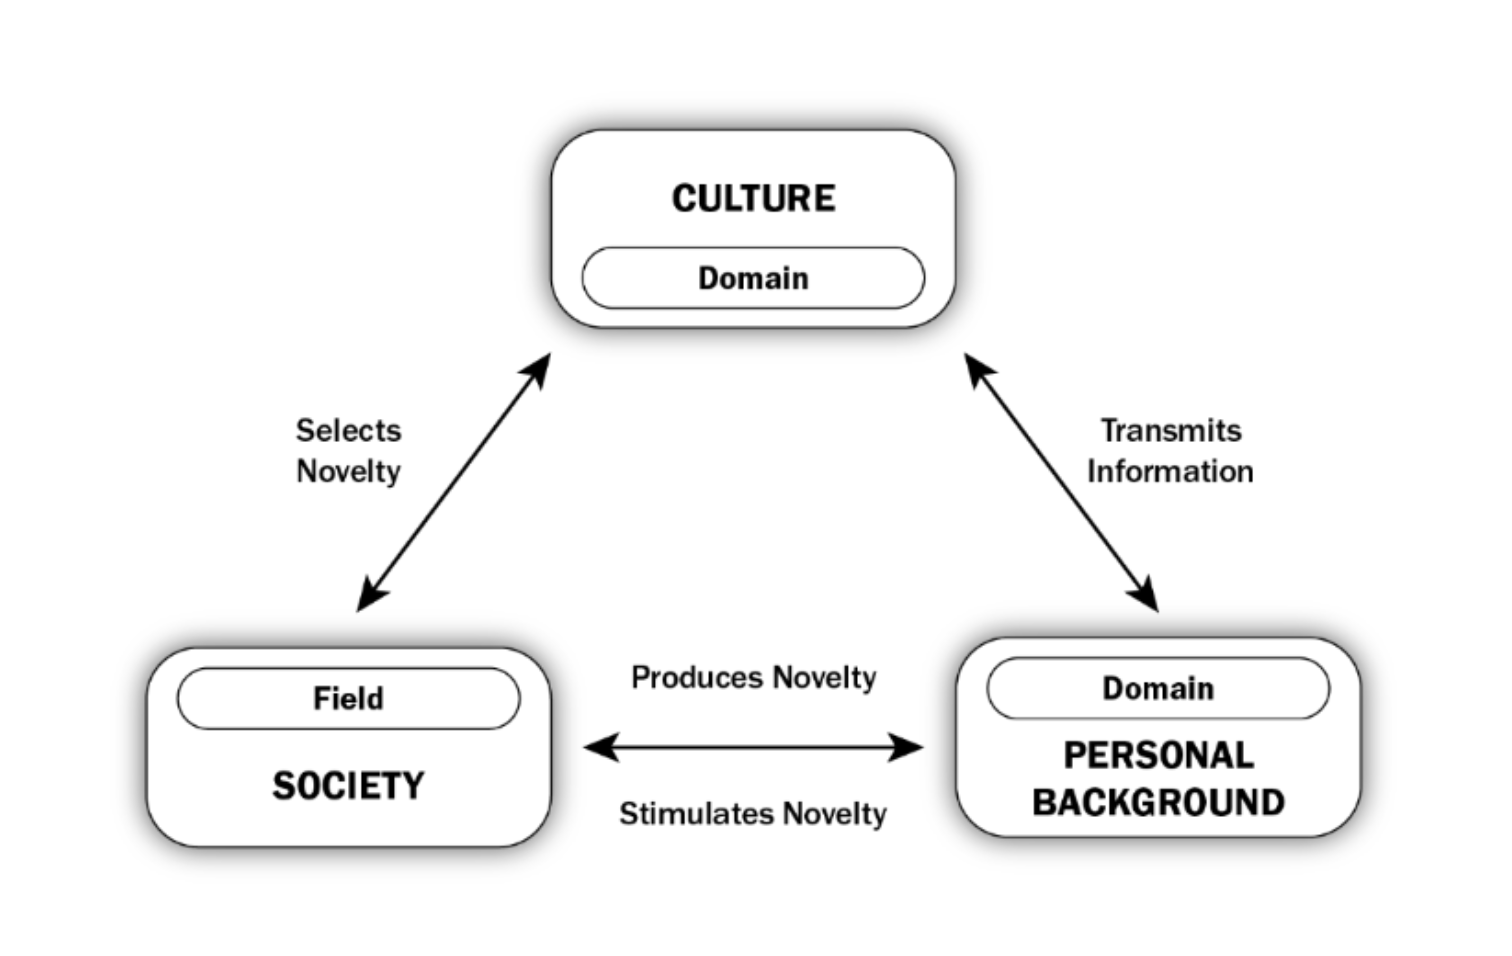 CULTURE
Domain
Selects
Novelty
Transmits
Information
Field
SOCIETY
Produces Novelty
Stimulates Novelty
Domain
PERSONAL
BACKGROUND